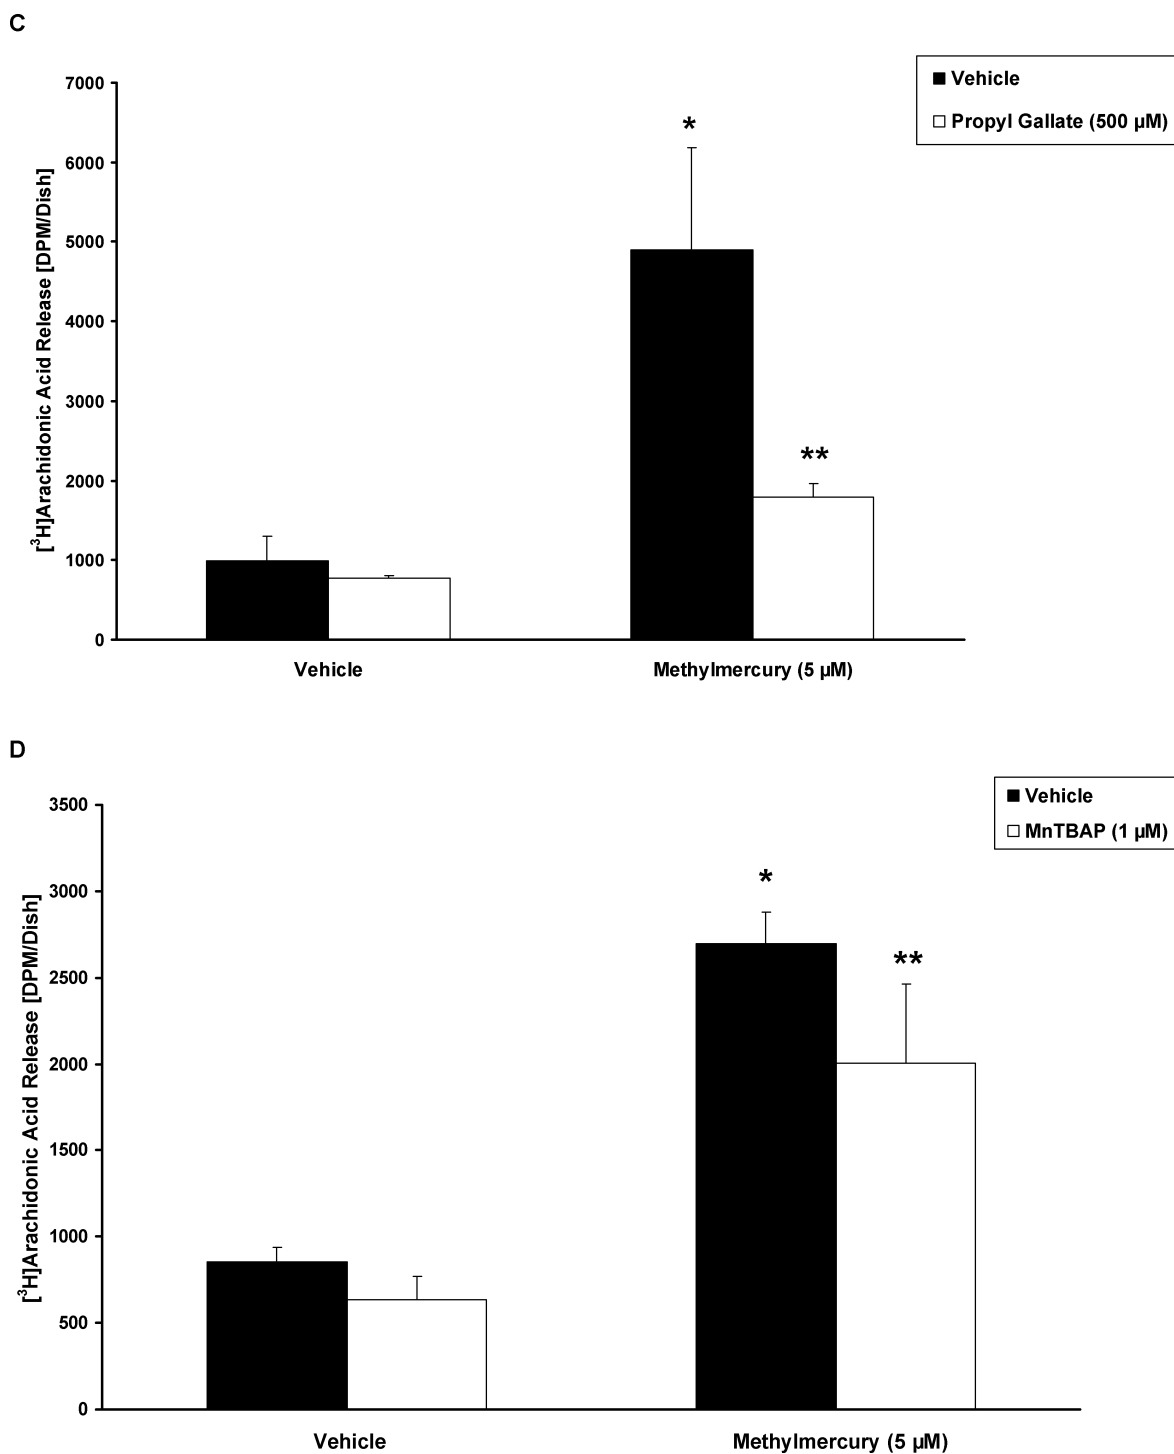 C
7000
6000
5000
4000
3000
2000
1000
0
[³H]Arachidonic Acid Release [DPM/Dish]
■ Vehicle
□ Propyl Gallate (500 µM)
*
**
Vehicle
Methylmercury (5 µM)
D
3500
3000
2500
2000
1500
1000
500
0
[³H]Arachidonic Acid Release [DPM/Dish]
■ Vehicle
□ MnTBAP (1 µM)
*
**
Vehicle
Methylmercury (5 µM)